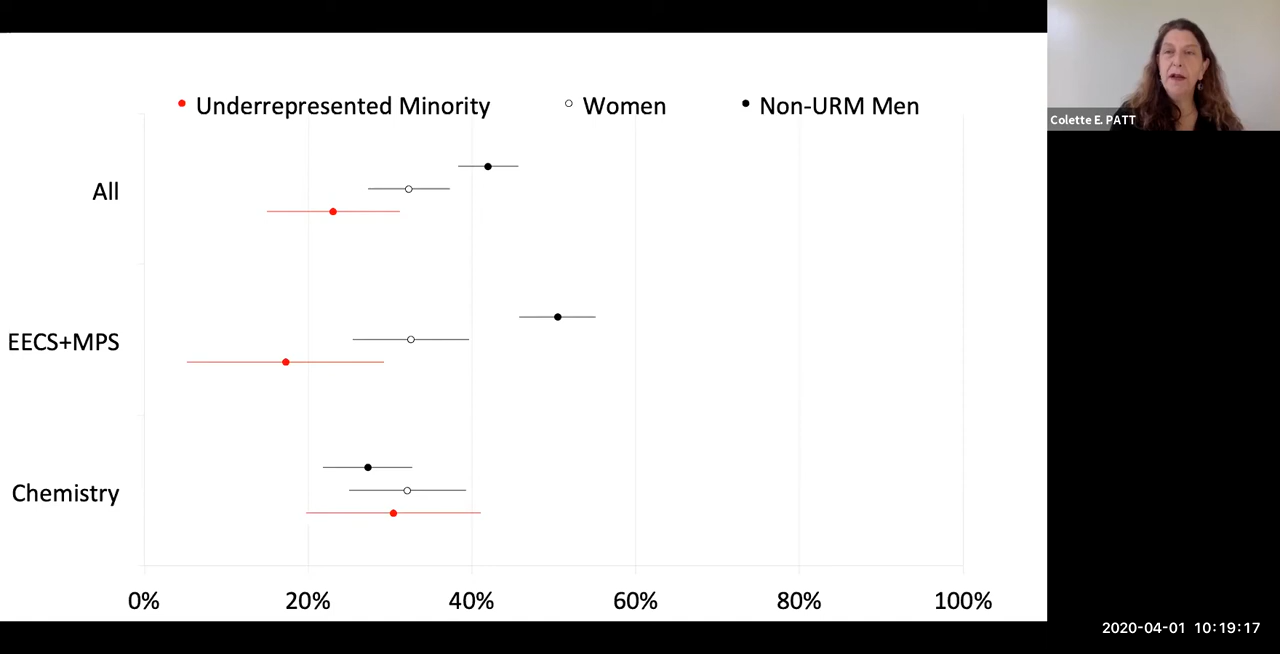 Underrepresented Minority Women Non-URM Men
Colette E. PATT
All
EECS+MPS
Chemistry
0% 20% 40% 60% 80% 100%
2020-04-01 10:19:17